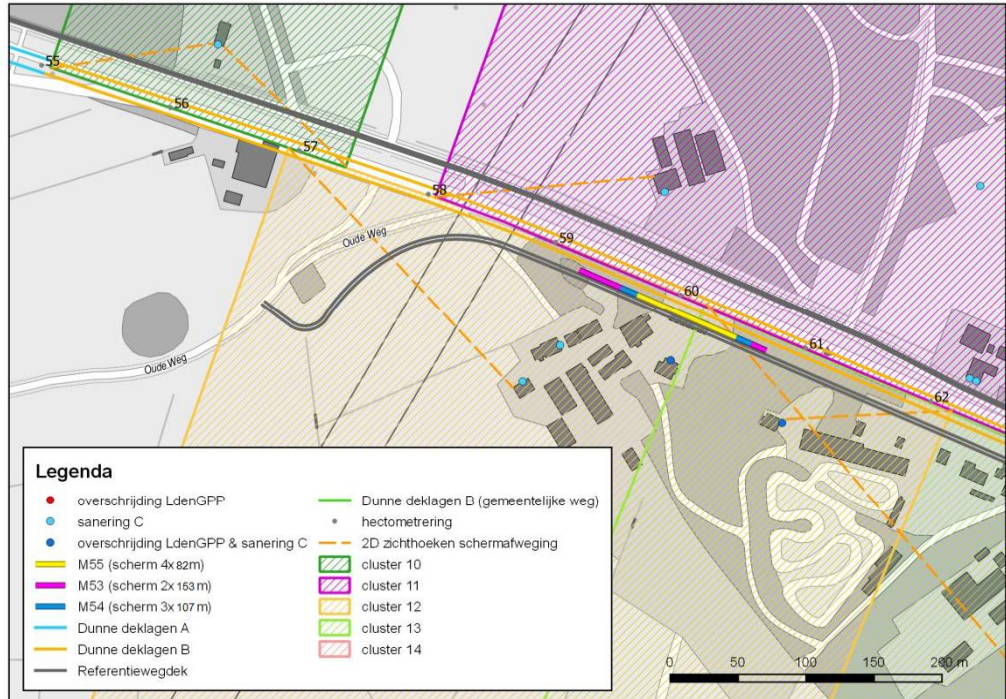 55
56
57
58
59
60
61
62
Oude Weg
Oude Weg
Legenda
overschrijding LdenGPP
sanering C
overschrijding LdenGPP & sanering C
M55 (scherm 4x 82m)
M53 (scherm 2x 153 m)
M54 (scherm 3x 107 m)
Dunne deklagen A
Dunne deklagen B
Referentiewegdek
Dunne deklagen B (gemeentelijke weg)
hectometrering
2D zichthoeken schermafweging
cluster 10
cluster 11
cluster 12
cluster 13
cluster 14
0 50 100 150 200 m